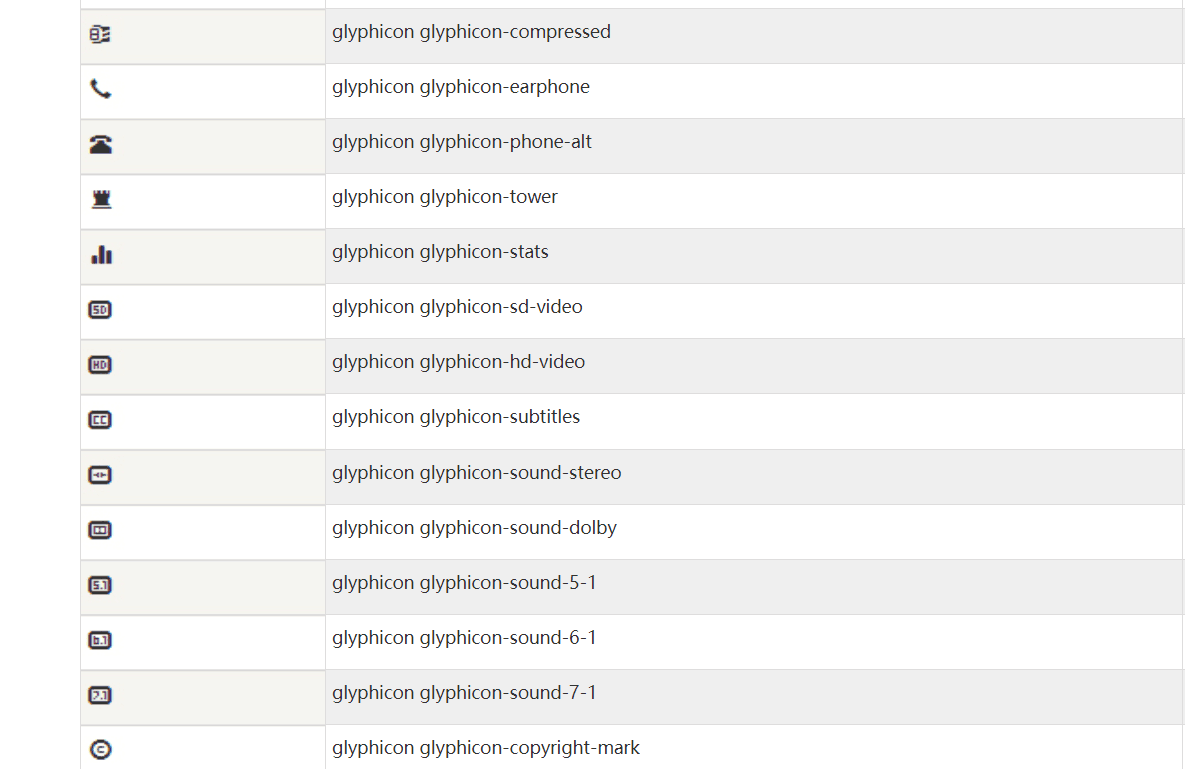 glyphicon glyphicon-compressed
glyphicon glyphicon-earphone
glyphicon glyphicon-phone-alt
glyphicon glyphicon-tower
glyphicon glyphicon-stats
SD glyphicon glyphicon-sd-video
HD glyphicon glyphicon-hd-video
CC glyphicon glyphicon-subtitles
glyphicon glyphicon-sound-stereo
glyphicon glyphicon-sound-dolby
5.1 glyphicon glyphicon-sound-5-1
6.1 glyphicon glyphicon-sound-6-1
7.1 glyphicon glyphicon-sound-7-1
© glyphicon glyphicon-copyright-mark